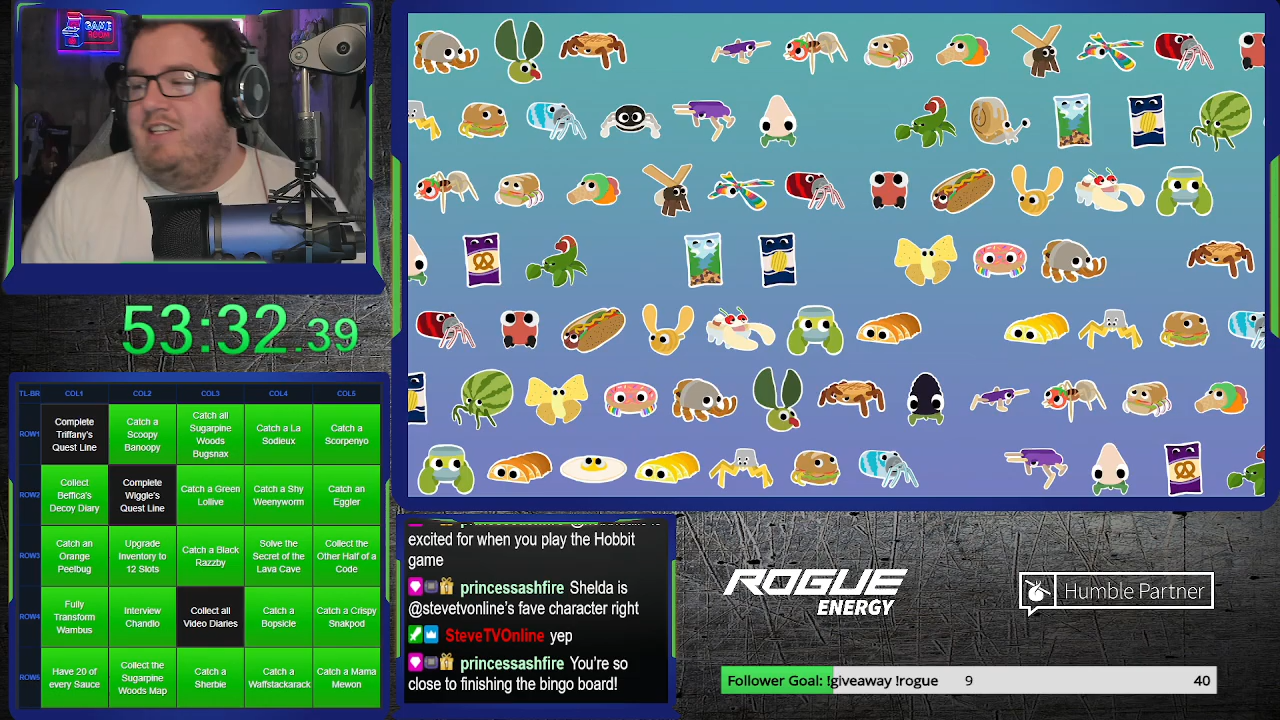 GAME
ROOM
53:32.39
TL-BR COL1 COL2 COL3 COL4 COL5
ROW1
Complete
Triffany's
Quest Line
Catch a
Scoopy
Banoopy
Catch all
Sugarpine
Woods
Bugsnax
Catch a La
Sodieux
Catch a
Scorpenyo
ROW2
Collect
Beffica's
Decoy Diary
Complete
Wiggle's
Quest Line
Catch a Green
Lollive
Catch a Shy
Weenyworm
Catch an
Eggler
ROW3
Catch an
Orange
Peelbug
Upgrade
Inventory to
12 Slots
Catch a Black
Razzby
Solve the
Secret of the
Lava Cave
Collect the
Other Half of a
Code
ROW4
Fully
Transform
Wambus
Interview
Chandlo
Collect all
Video Diaries
Catch a
Bopsicle
Catch a Crispy
Snakpod
ROW5
Have 20 of
every Sauce
Collect the
Sugarpine
Woods Map
Catch a
Sherbie
Catch a
Waffstackarack
Catch a Mama
Mewon
excited for when you play the Hobbit
game
princessashfire Shelda is
@stevetvonline's fave character right
SteveTVOnline yep
princessashfire You're so
close to finishing the bingo board!
ROGUE
ENERGY
Humble Partner
Follower Goal: !giveaway !rogue 9 40